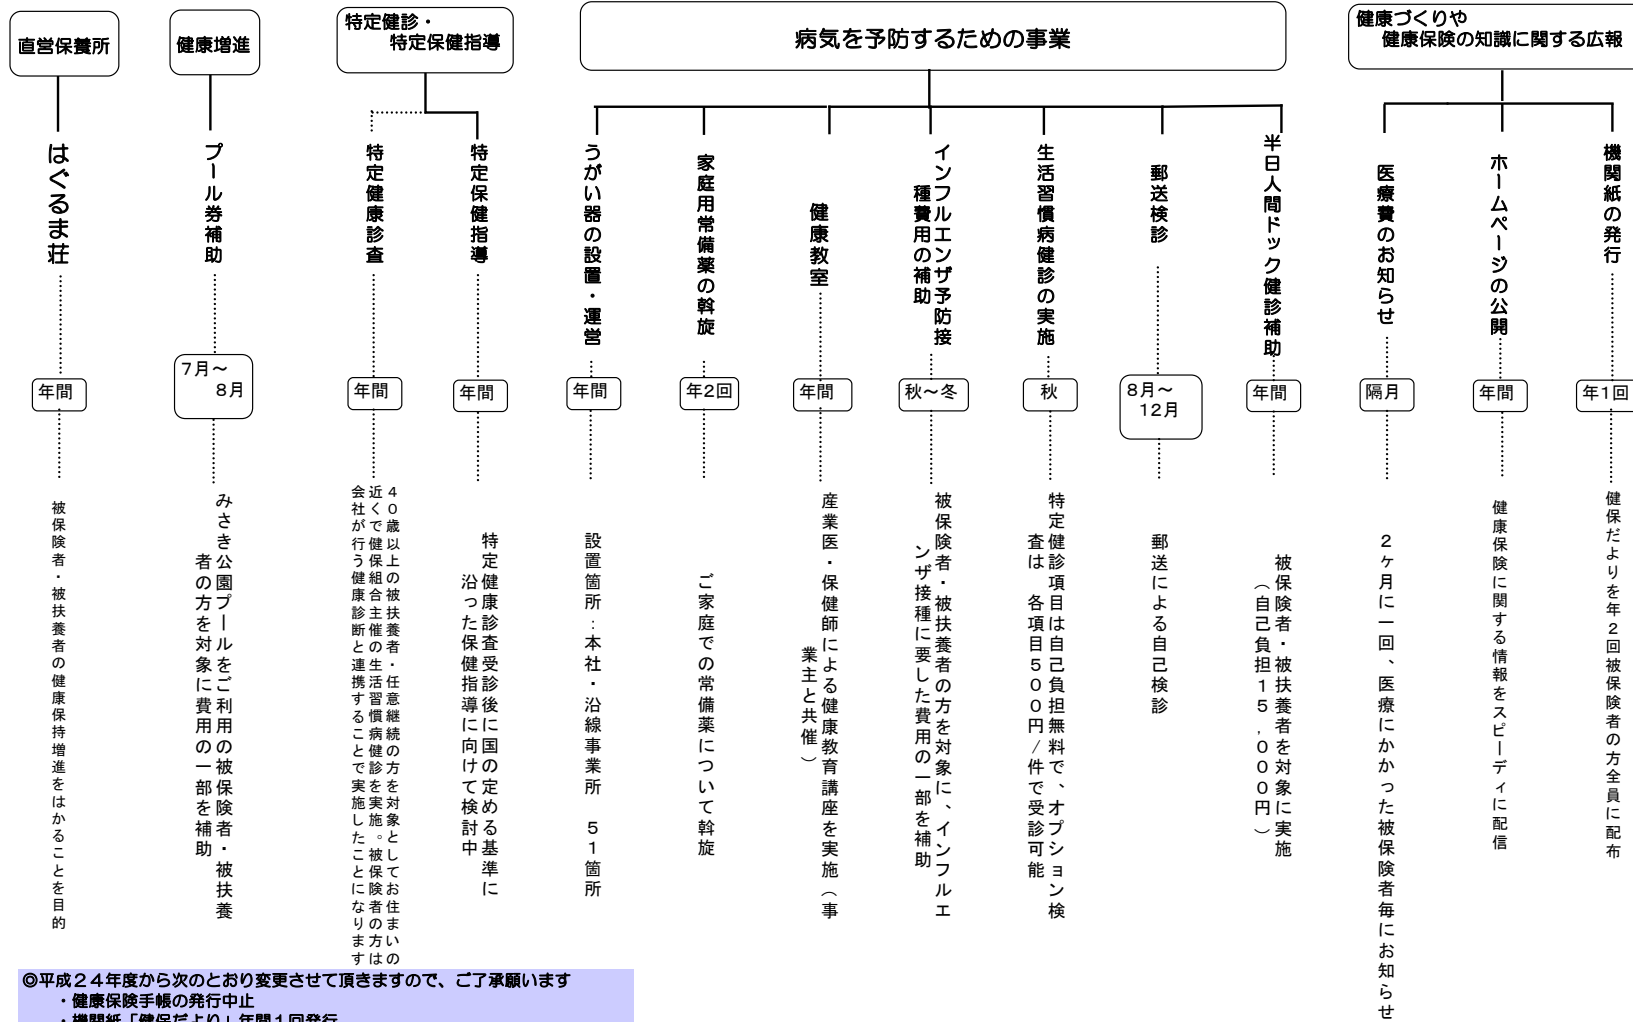 健康づくりや
健康保険の知識に関する広報
機関紙の発行
年1回
健保だよりを年２回被保険者の方全員に配布
ホームページの公開
年間
健康保険に関する情報をスピーディに配信
医療費のお知らせ
隔月
２ヶ月に一回、医療にかかった被保険者毎にお知らせ
病気を予防するための事業
半日人間ドック健診補助
年間
被保険者・被扶養者を対象に実施
（自己負担１５，０００円）
郵送検診
8月～
12月
郵送による自己検診
生活習慣病健診の実施
秋
特定健診項目は自己負担無料で、オプション検
査は　各項目５００円/件で受診可能
インフルエンザ予防接
種費用の補助
秋～冬
被保険者・被扶養者の方を対象に、インフルエ
ンザ接種に要した費用の一部を補助
健康教室
年間
産業医・保健師による健康教育講座を実施（事
業主と共催）
家庭用常備薬の斡旋
年2回
ご家庭での常備薬について斡旋
うがい器の設置・運営
年間
設置箇所：本社・沿線事業所　５１箇所
特定健診・
特定保健指導
特定保健指導
年間
特定健康診査受診後に国の定める基準に
沿った保健指導に向けて検討中
特定健康診査
年間
４０歳以上の被扶養者・任意継続の方を対象としてお住まいの
近くで健保組合主催の生活習慣病健診を実施。被保険者の方は
会社が行う健康診断と連携することで実施したことになります
健康増進
プール券補助
7月～
8月
みさき公園プールをご利用の被保険者・被扶養
者の方を対象に費用の一部を補助
直営保養所
はぐるま荘
年間
被保険者・被扶養者の健康保持増進をはかることを目的
◎平成２４年度から次のとおり変更させて頂きますので、ご了承願います
・健康保険手帳の発行中止
・機関紙「健保だより」年間１回発行